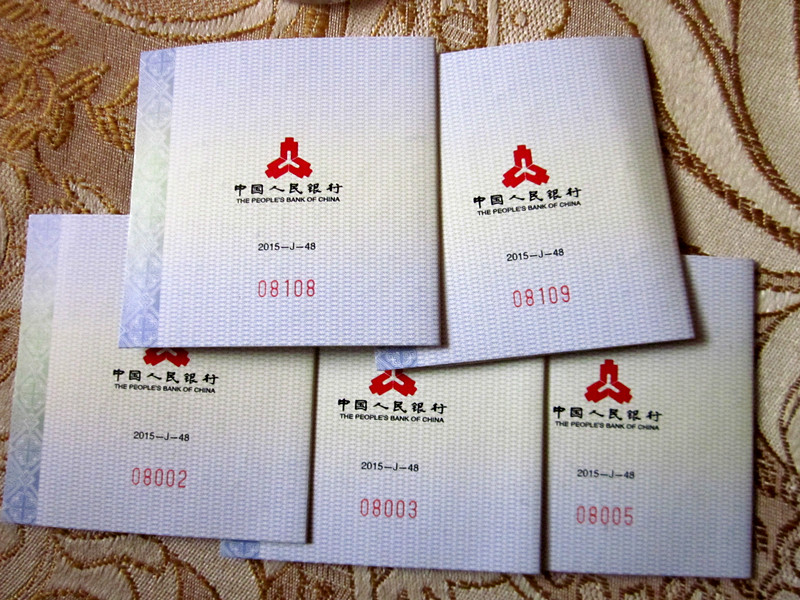 中国人民银行
THE PEOPLE'S BANK OF CHINA
2015-J-48
08108
中国人民银行
THE PEOPLE'S BANK OF CHINA
2015-J-48
08109
中国人民银行
THE PEOPLE'S BANK OF CHINA
2015-J-48
08002
中国人民银行
THE PEOPLE'S BANK OF CHINA
2015-J-48
08003
中国人民银行
THE PEOPLE'S BANK OF CHINA
2015-J-48
08005